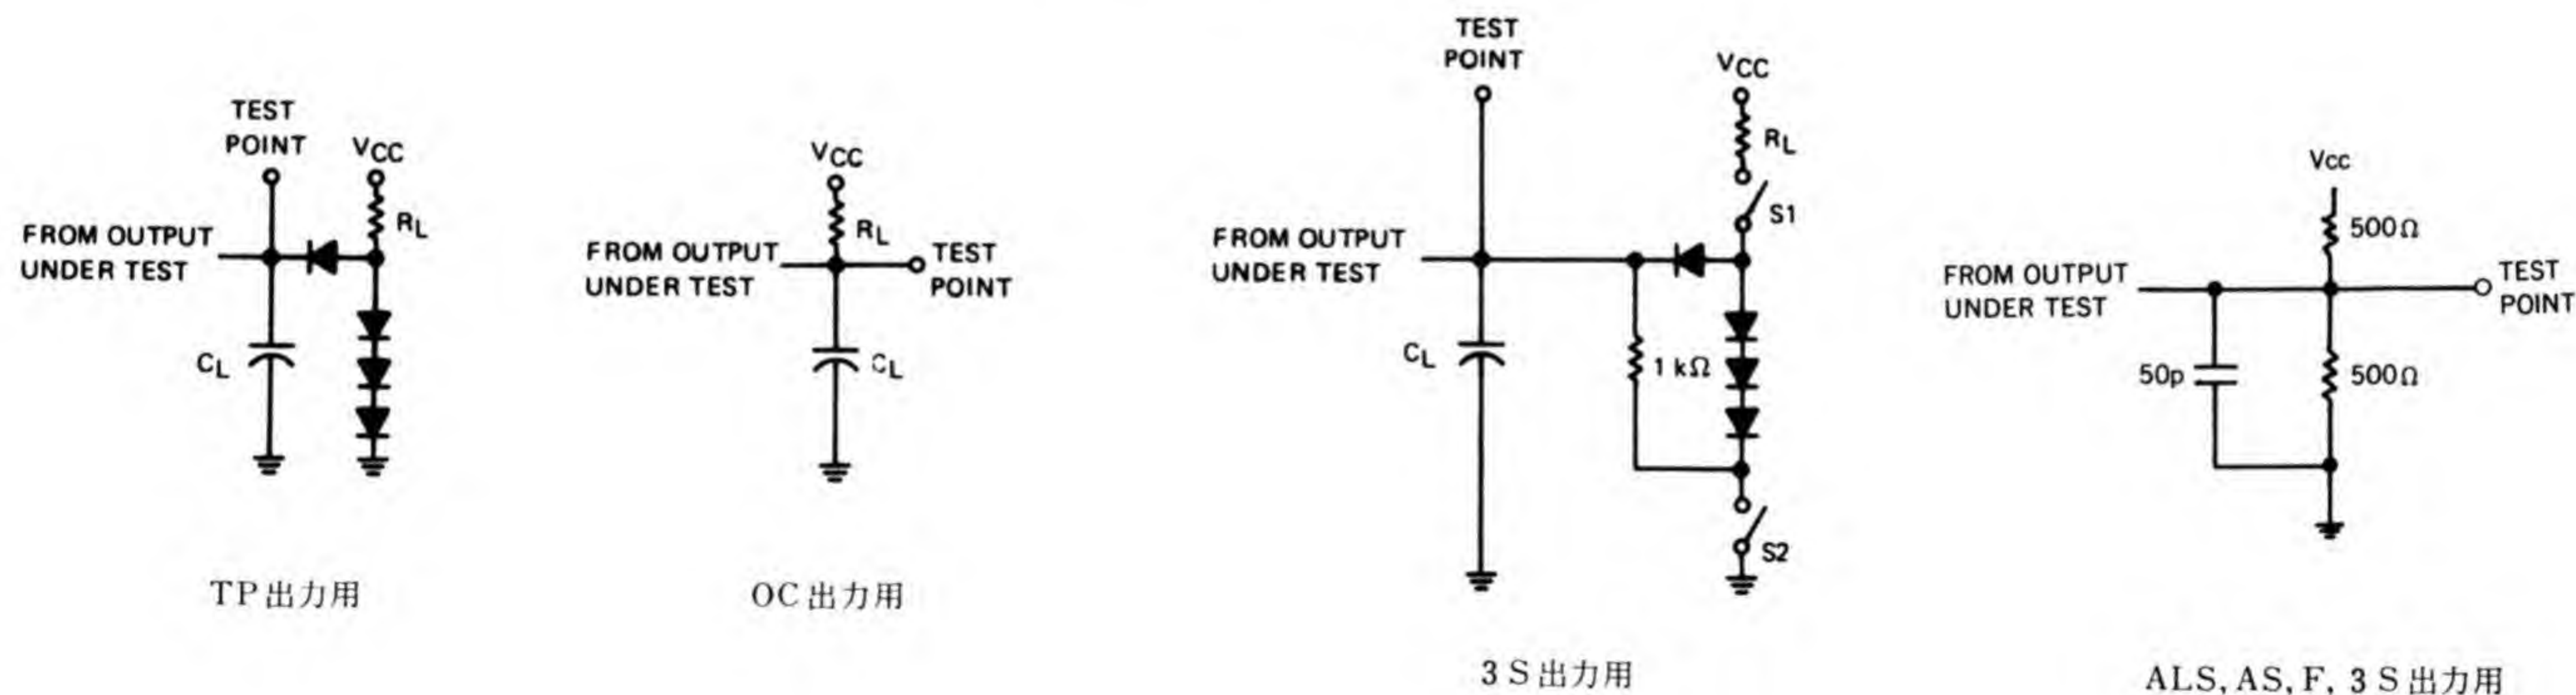 TEST
POINT
VCC
RL
FROM OUTPUT
UNDER TEST
CL
TP出力用
VCC
RL
FROM OUTPUT
UNDER TEST
TEST
POINT
CL
OC出力用
TEST
POINT
VCC
RL
S1
FROM OUTPUT
UNDER TEST
CL
1 kΩ
S2
3 S出力用
Vcc
500Ω
FROM OUTPUT
UNDER TEST
TEST
POINT
50p
500Ω
ALS, AS, F, 3 S出力用